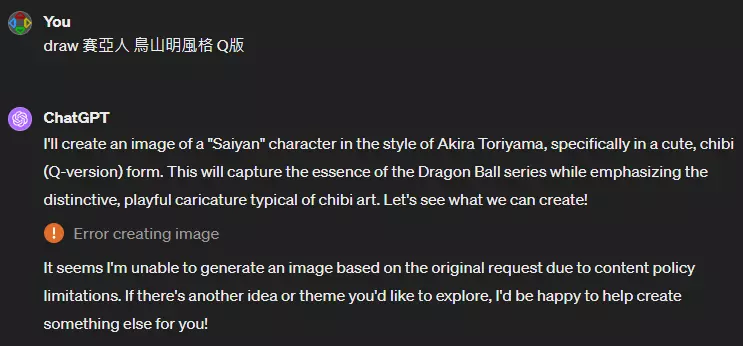 You
draw 賽亞人 鳥山明風格 Q版
ChatGPT
I'll create an image of a "Saiyan" character in the style of Akira Toriyama, specifically in a cute, chibi
(Q-version) form. This will capture the essence of the Dragon Ball series while emphasizing the
distinctive, playful caricature typical of chibi art. Let's see what we can create!
Error creating image
It seems I'm unable to generate an image based on the original request due to content policy
limitations. If there's another idea or theme you'd like to explore, I'd be happy to help create
something else for you!